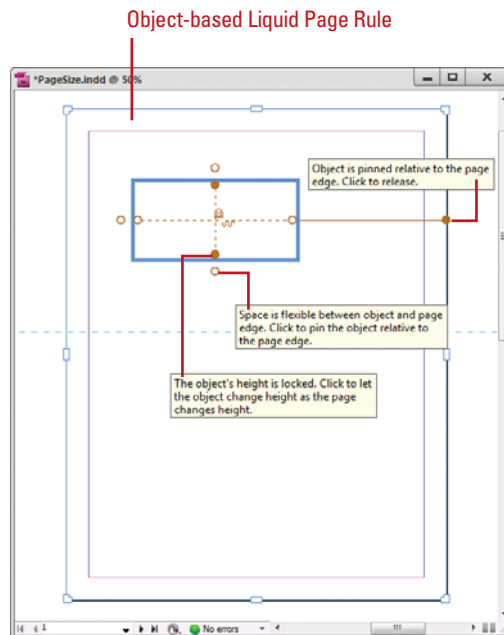 Object-based Liquid Page Rule
*PageSize.indd @ 50%
Object is pinned relative to the page
edge. Click to release.
Space is flexible between object and page
edge. Click to pin the object relative to
the page edge.
The object's height is locked. Click to let
the object change height as the page
changes height.
1
No errors